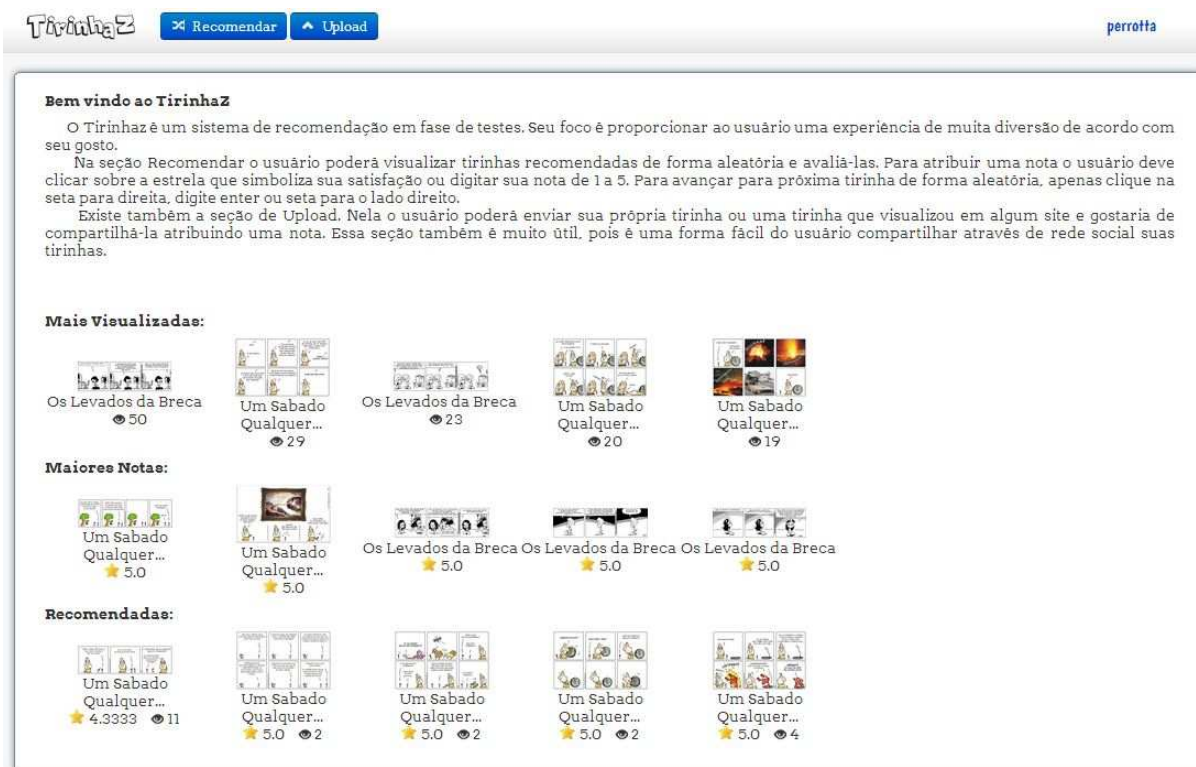 TirinhaZ
Recomendar
Upload
perrotta
Bem vindo ao TirinhaZ
O Tirinhaz é um sistema de recomendação em fase de testes. Seu foco é proporcionar ao usuário uma experiência de muita diversão de acordo com
seu gosto.
Na seção Recomendar o usuário poderá visualizar tirinhas recomendadas de forma aleatória e avaliá-las. Para atribuir uma nota o usuário deve
clicar sobre a estrela que simboliza sua satisfação ou digitar sua nota de 1 a 5. Para avançar para próxima tirinha de forma aleatória, apenas clique na
seta para direita, digite enter ou seta para o lado direito.
Existe também a seção de Upload. Nela o usuário poderá enviar sua própria tirinha ou uma tirinha que visualizou em algum site e gostaria de
compartilhá-la atribuindo uma nota. Essa seção também é muito útil, pois é uma forma fácil do usuário compartilhar através de rede social suas
tirinhas.
Mais Visualizadas:
Os Levados da Breca
50
Um Sabado
Qualquer...
29
Os Levados da Breca
23
Um Sabado
Qualquer...
20
Um Sabado
Qualquer...
19
Maiores Notas:
Um Sabado
Qualquer...
5.0
Um Sabado
Qualquer...
5.0
Os Levados da Breca
5.0
Os Levados da Breca
5.0
Os Levados da Breca
5.0
Recomendadas:
Um Sabado
Qualquer...
4.3333 11
Um Sabado
Qualquer...
5.0 2
Um Sabado
Qualquer...
5.0 2
Um Sabado
Qualquer...
5.0 2
Um Sabado
Qualquer...
5.0 4